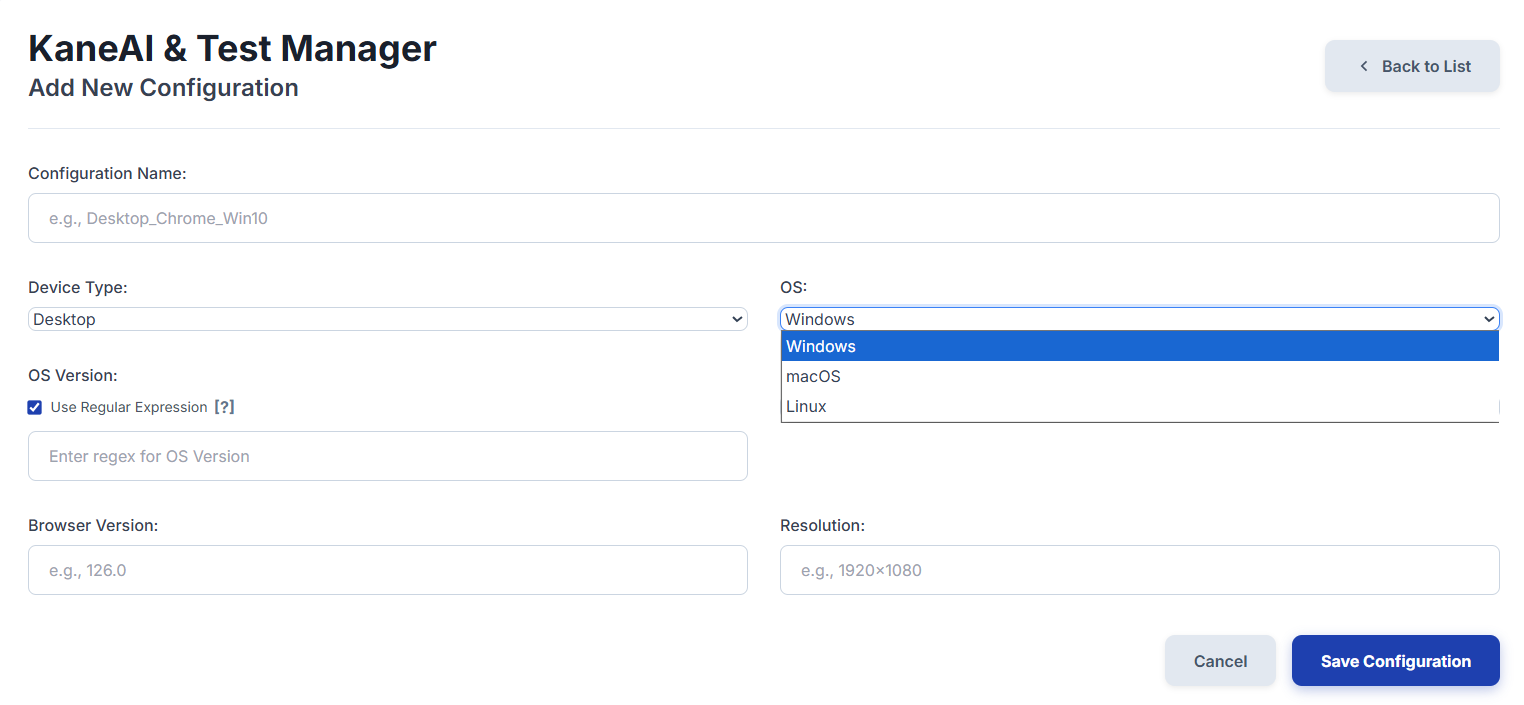 KaneAI & Test Manager
Add New Configuration
Back to List
Configuration Name:
e.g., Desktop_Chrome_Win10
Device Type:
Desktop
OS:
Windows
Windows
macOS
Linux
OS Version:
Use Regular Expression [?]
Enter regex for OS Version
Browser Version:
e.g., 126.0
Resolution:
e.g., 1920×1080
Cancel
Save Configuration